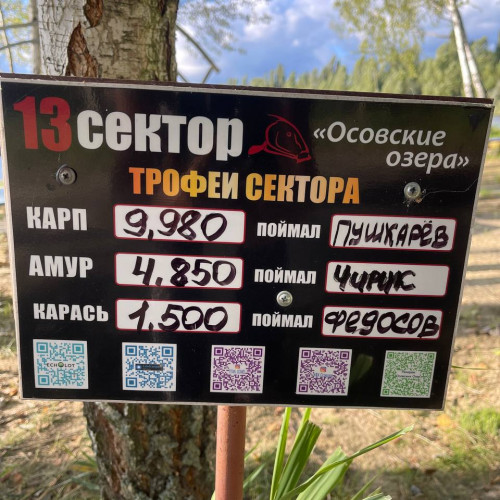 13 сектор «Осовские озера»
ТРОФЕИ СЕКТОРА
КАРП 9,980 ПОЙМАЛ ПУШКАРЁВ
АМУР 4,850 ПОЙМАЛ ЧИРИК
КАРАСЬ 1,500 ПОЙМАЛ ФЕДОСОВ
ECHOLOT